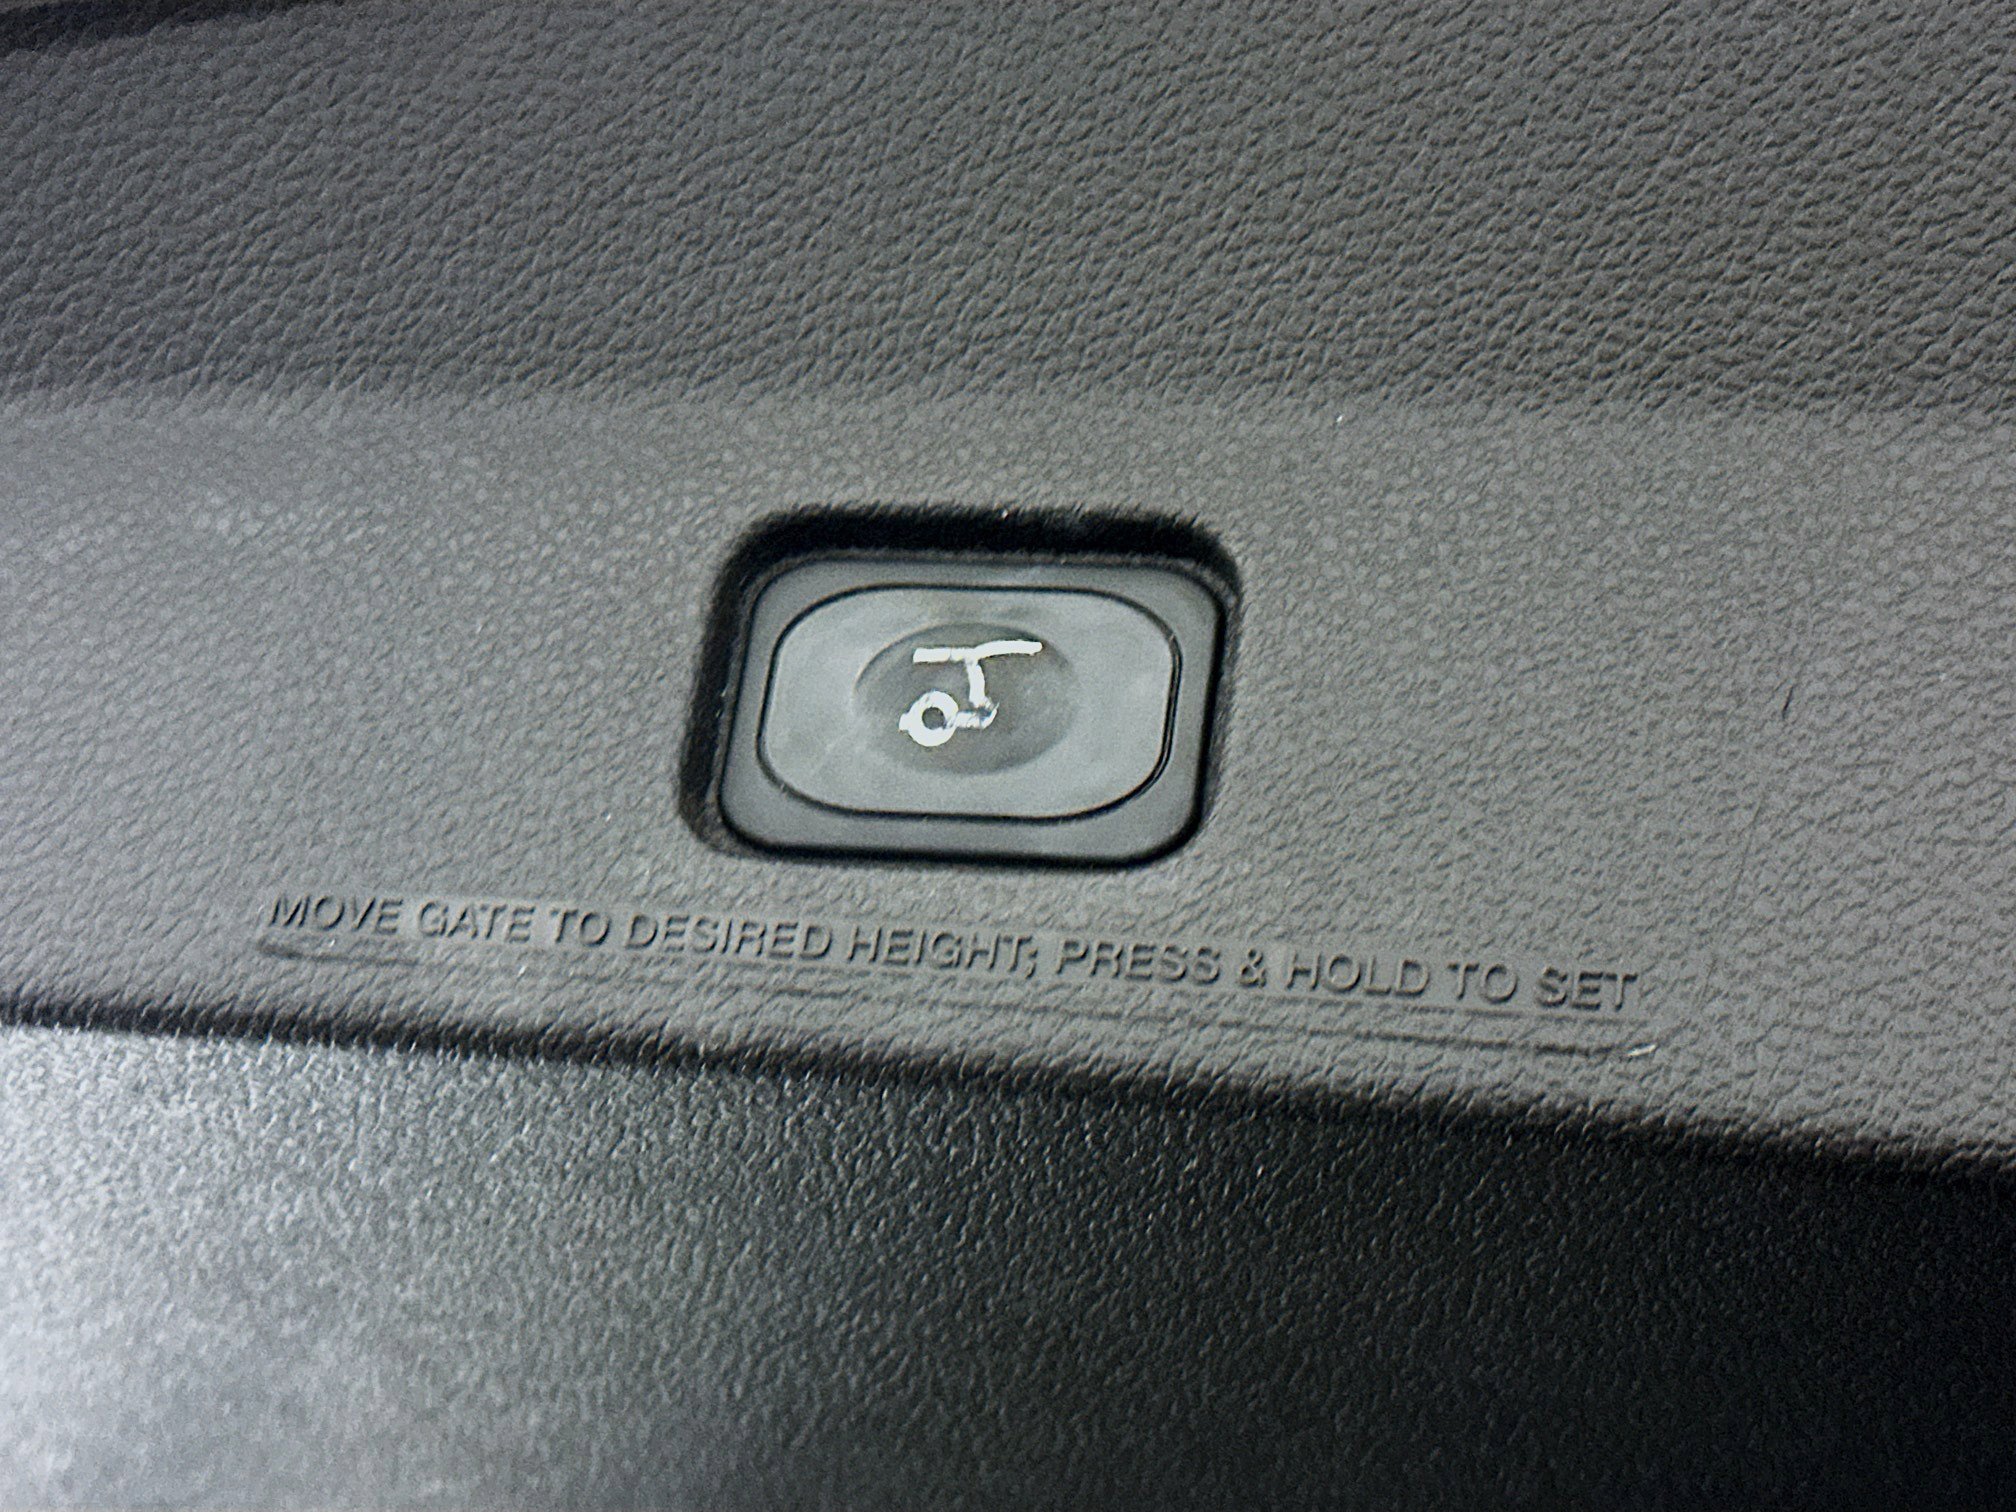 MOVE GATE TO DESIRED HEIGHT; PRESS & HOLD TO SET